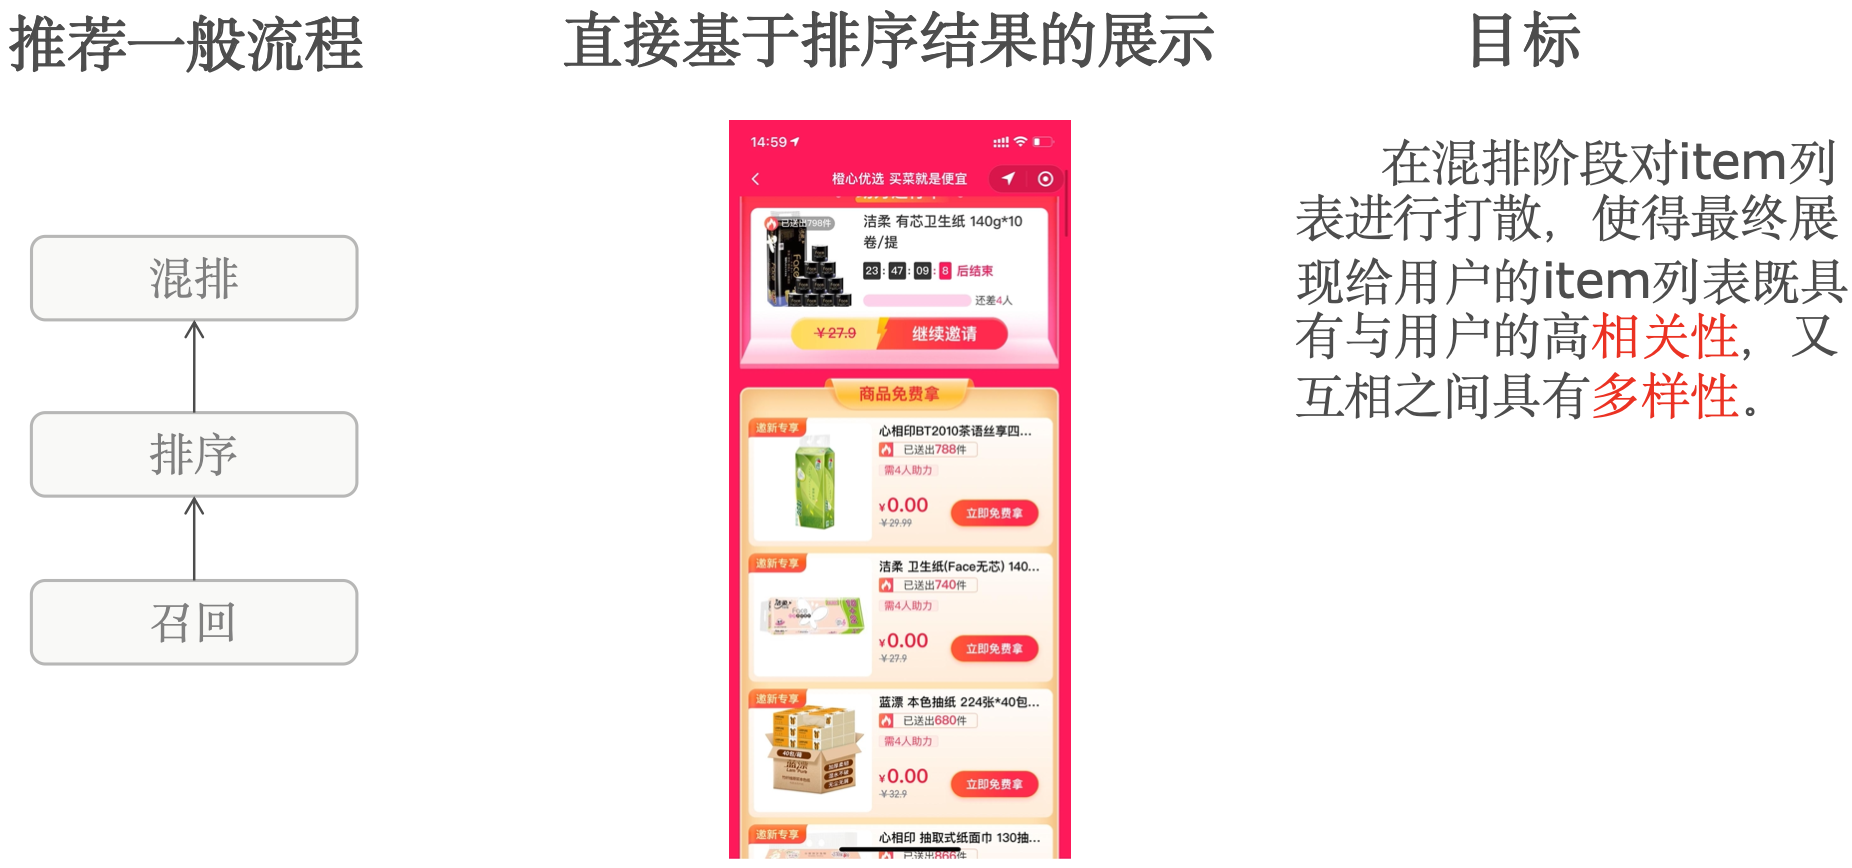 推荐一般流程
直接基于排序结果的展示
目标
混排
排序
召回
14:59
橙心优选 买菜就是便宜
已送出798件
洁柔 有芯卫生纸 140g*10
卷/提
23:47:09:8 后结束
还差4人
￥27.9
继续邀请
商品免费拿
邀新专享
心相印BT2010茶语丝享四...
已送出788件
需4人助力
¥0.00
￥29.99
立即免费拿
邀新专享
洁柔 卫生纸(Face无芯) 140...
已送出740件
需4人助力
¥0.00
￥27.9
立即免费拿
邀新专享
蓝漂 本色抽纸 224张*40包...
已送出680件
需4人助力
¥0.00
￥32.9
立即免费拿
邀新专享
心相印 抽取式纸面巾 130抽...
已送出866件
在混排阶段对item列
表进行打散，使得最终展
现给用户的item列表既具
有与用户的高相关性，又
互相之间具有多样性。